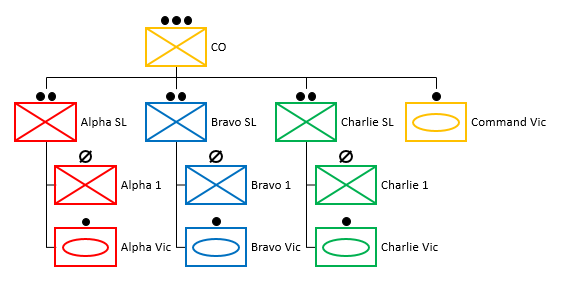 CO
Alpha SL
Bravo SL
Charlie SL
Command Vic
Alpha 1
Bravo 1
Charlie 1
Alpha Vic
Bravo Vic
Charlie Vic